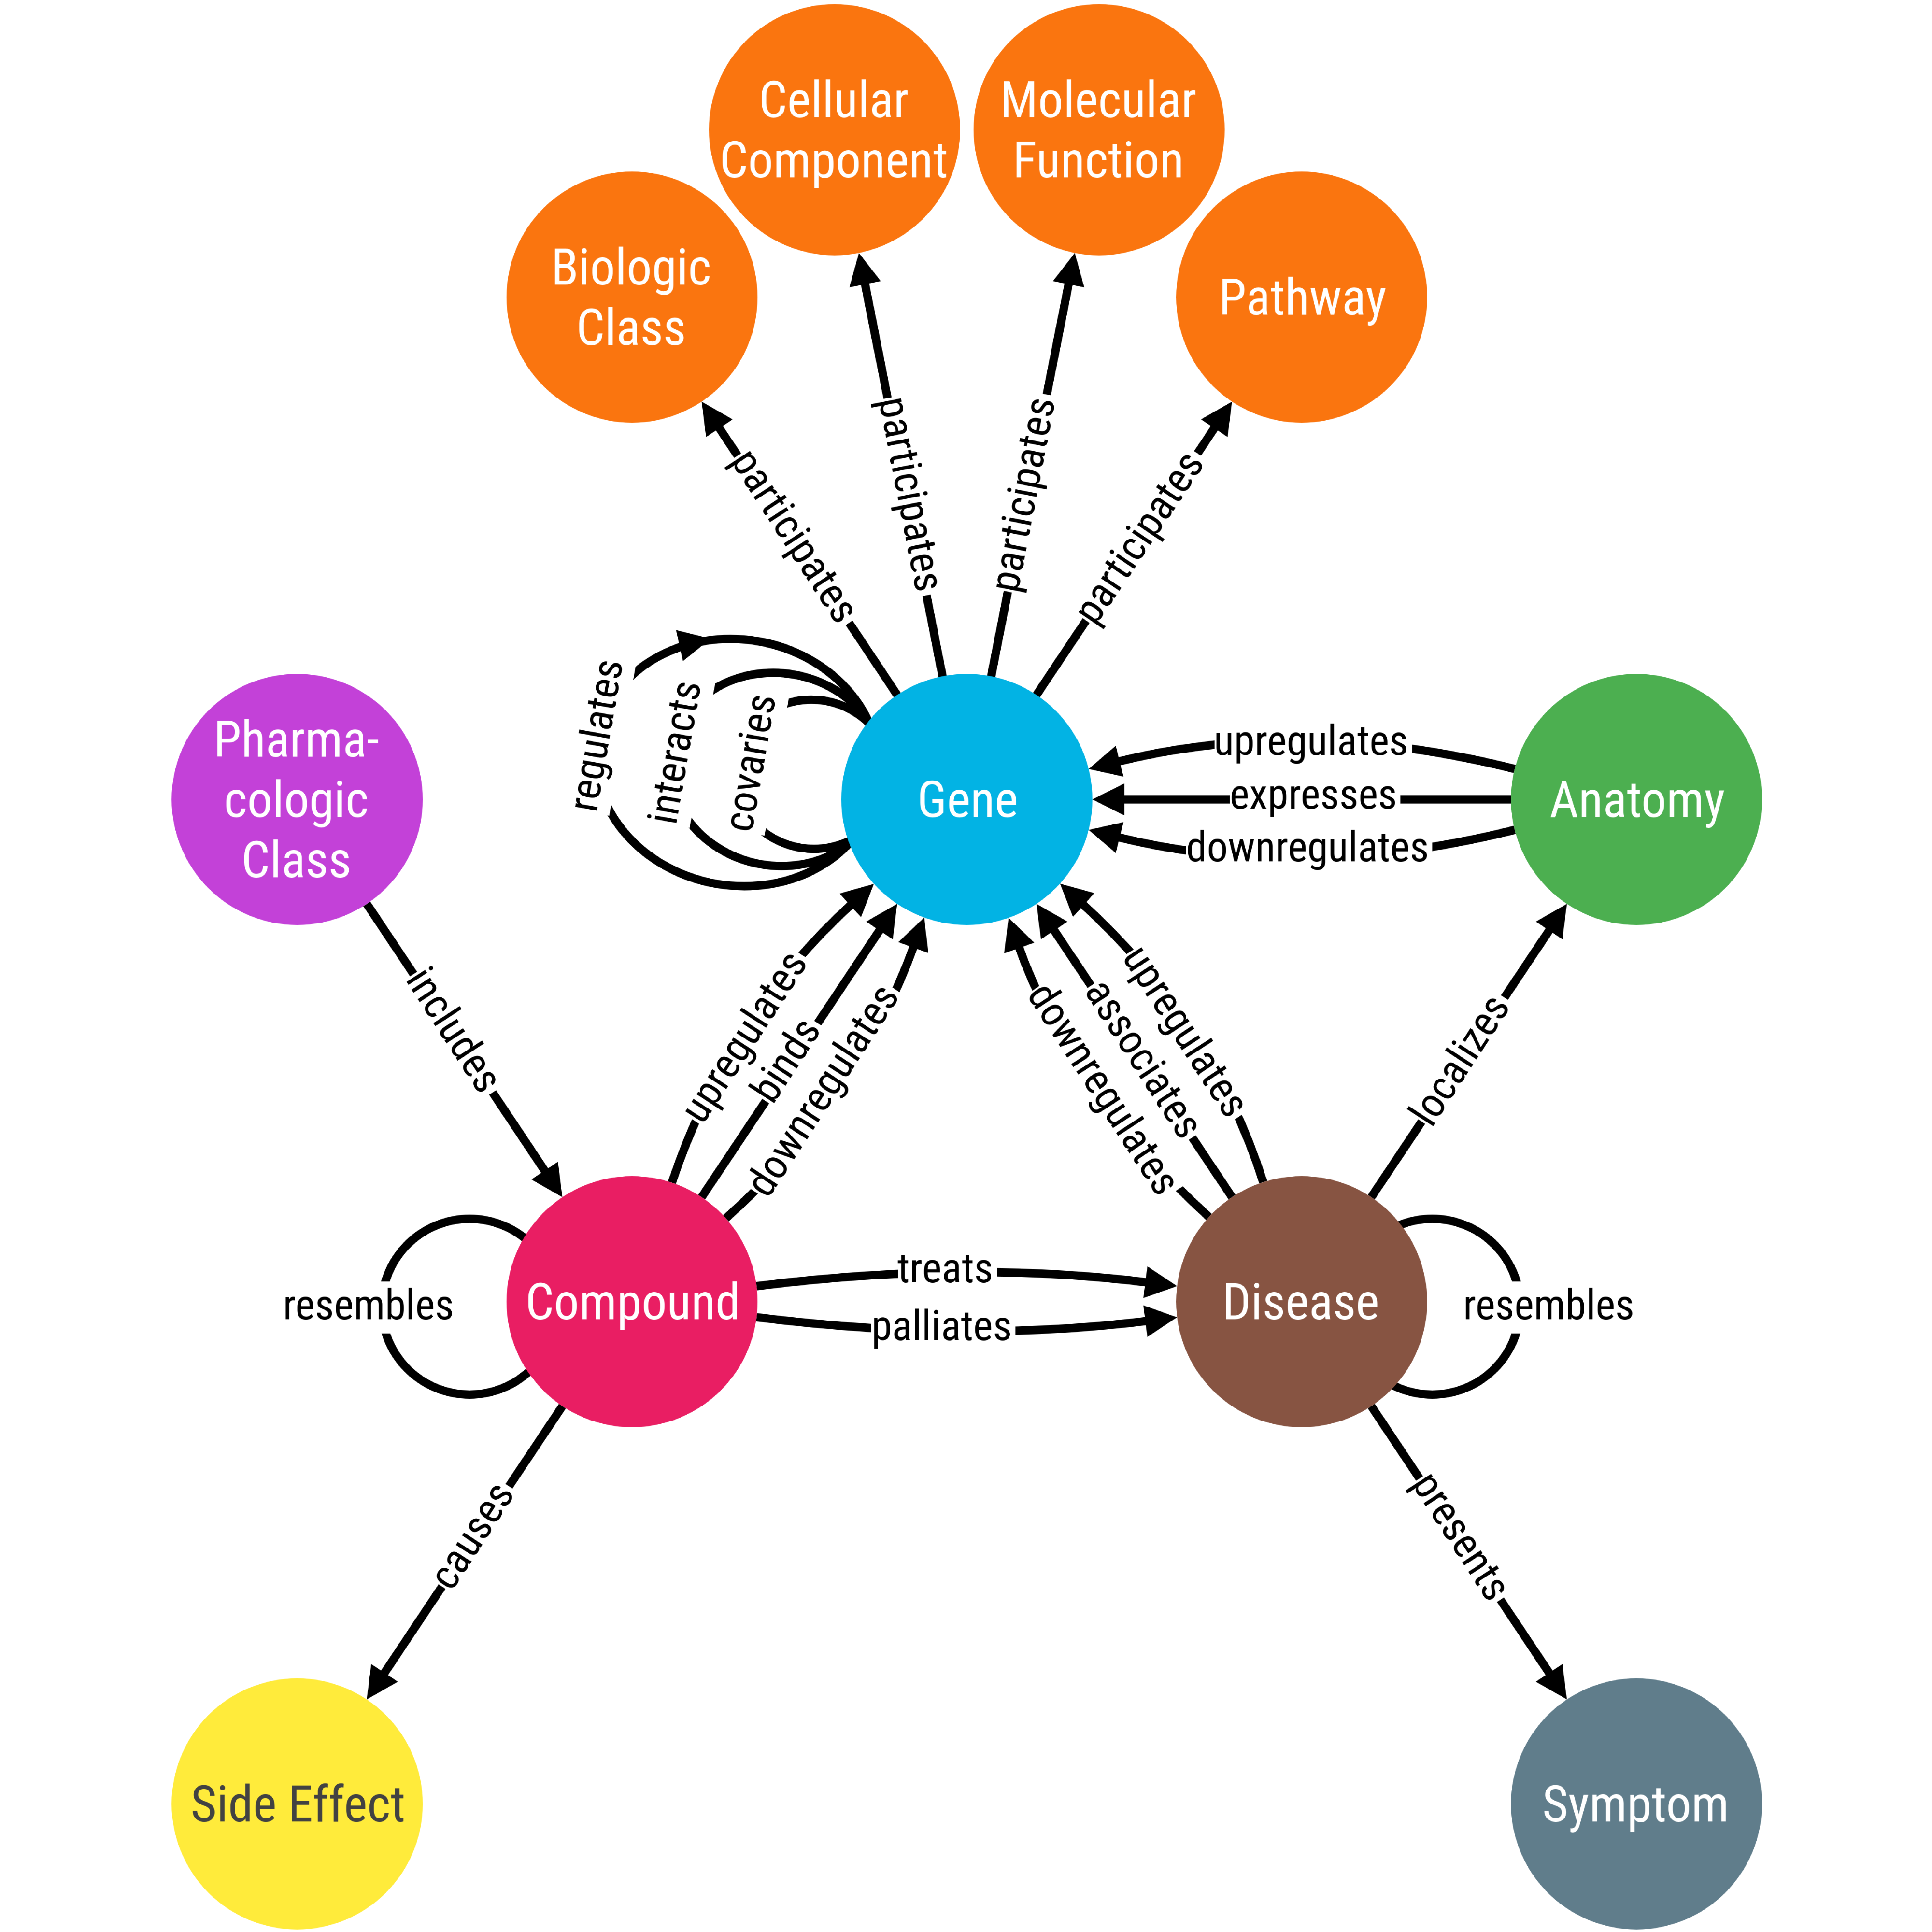 Cellular
Component
Molecular
Function
Biologic
Class
Pathway
participates
participates
participates
participates
regulates
interacts
covaries
Pharma-
cologic
Class
Gene
upregulates
expresses
downregulates
Anatomy
includes
upregulates
binds
downregulates
downregulates
associates
upregulates
localizes
resembles
Compound
treats
palliates
Disease
resembles
causes
presents
Side Effect
Symptom